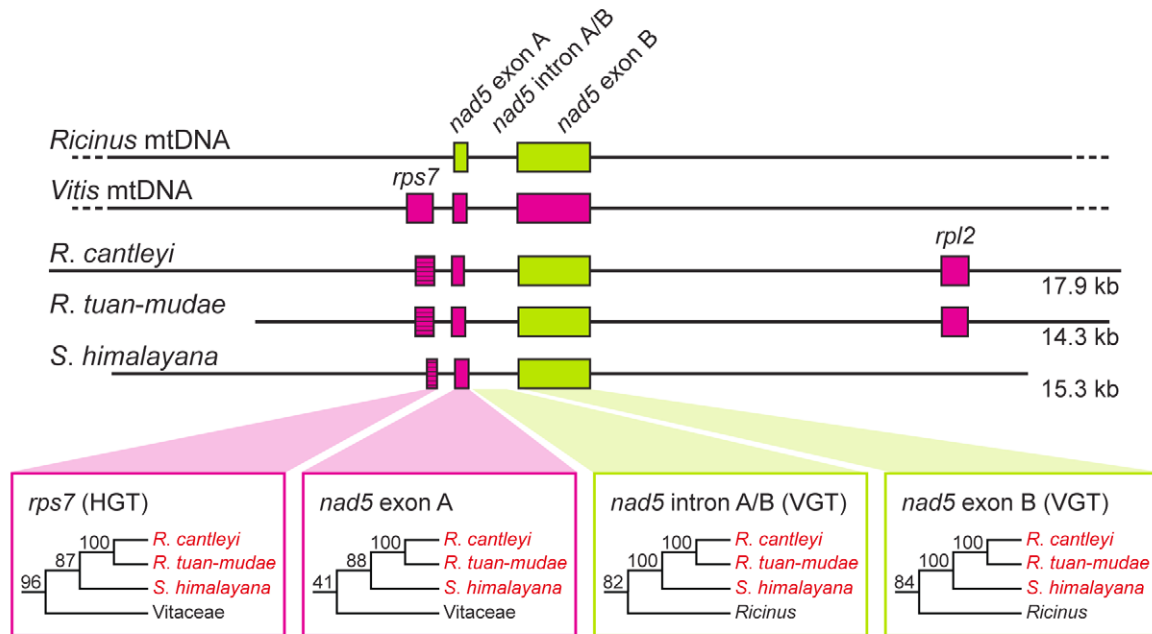 nad5 exon A
nad5 intron A/B
nad5 exon B
Ricinus mtDNA
rps7
Vitis mtDNA
R. cantleyi
rpl2
17.9 kb
R. tuan-mudae
14.3 kb
S. himalayana
15.3 kb
rps7 (HGT)
100
R. cantleyi
87
R. tuan-mudae
96
S. himalayana
Vitaceae
nad5 exon A
100
R. cantleyi
88
R. tuan-mudae
41
S. himalayana
Vitaceae
nad5 intron A/B (VGT)
100
R. cantleyi
100
R. tuan-mudae
82
S. himalayana
Ricinus
nad5 exon B (VGT)
100
R. cantleyi
100
R. tuan-mudae
84
S. himalayana
Ricinus